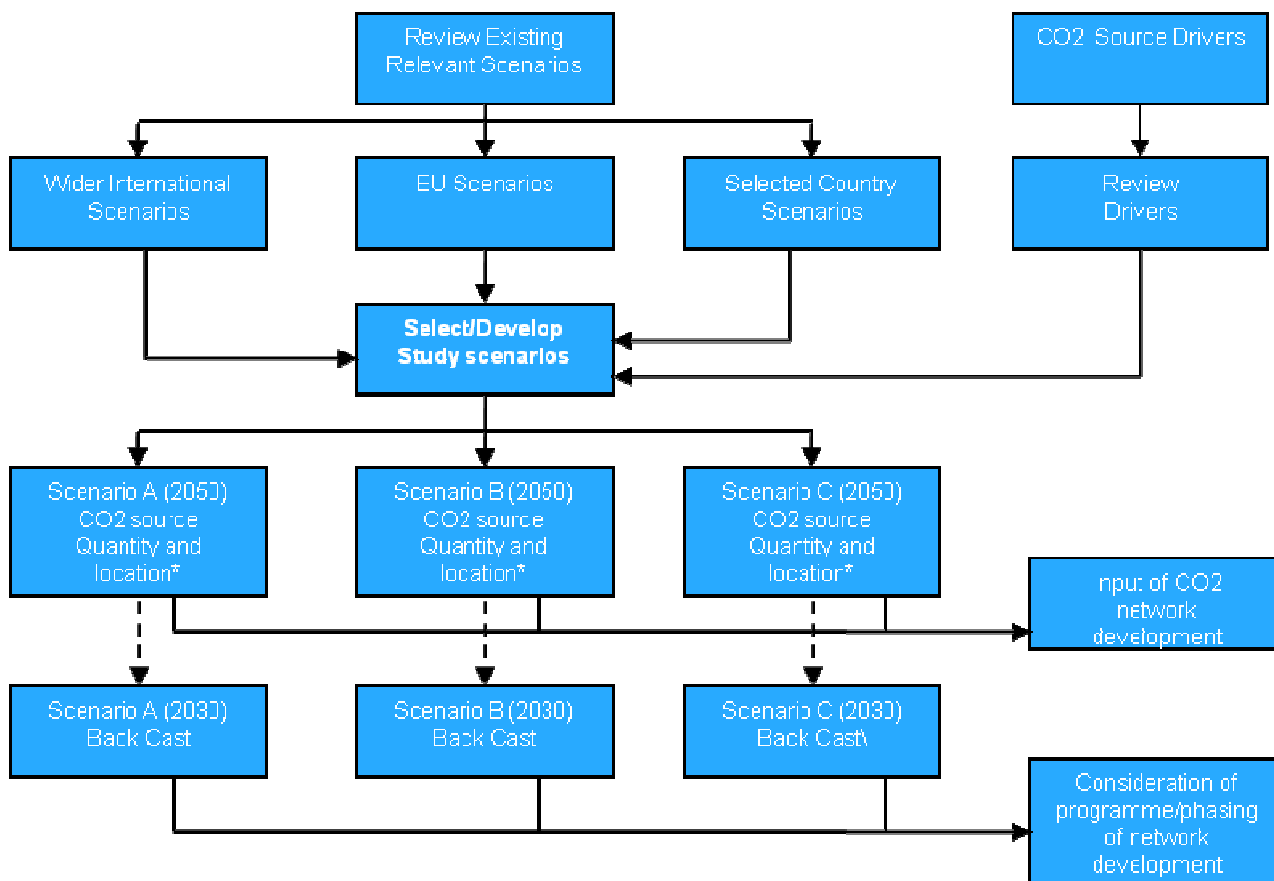 Review Existing
Relevant Scenarios
CO2 Source Drivers
Wider International
Scenarios
EU Scenarios
Selected Country
Scenarios
Review
Drivers
Select/Develop
Study scenarios
Scenario A (2050)
CO2 source
Quantity and
location*
Scenario B (2050)
CO2 source
Quantity and
location*
Scenario C (2050)
CO2 source
Quantity and
location*
nput of CO2
network
development
Scenario A (2030)
Back Cast
Scenario B (2030)
Back Cast
Scenario C (2030)
Back Cast\
Consideration of
programme/phasing
of network
development